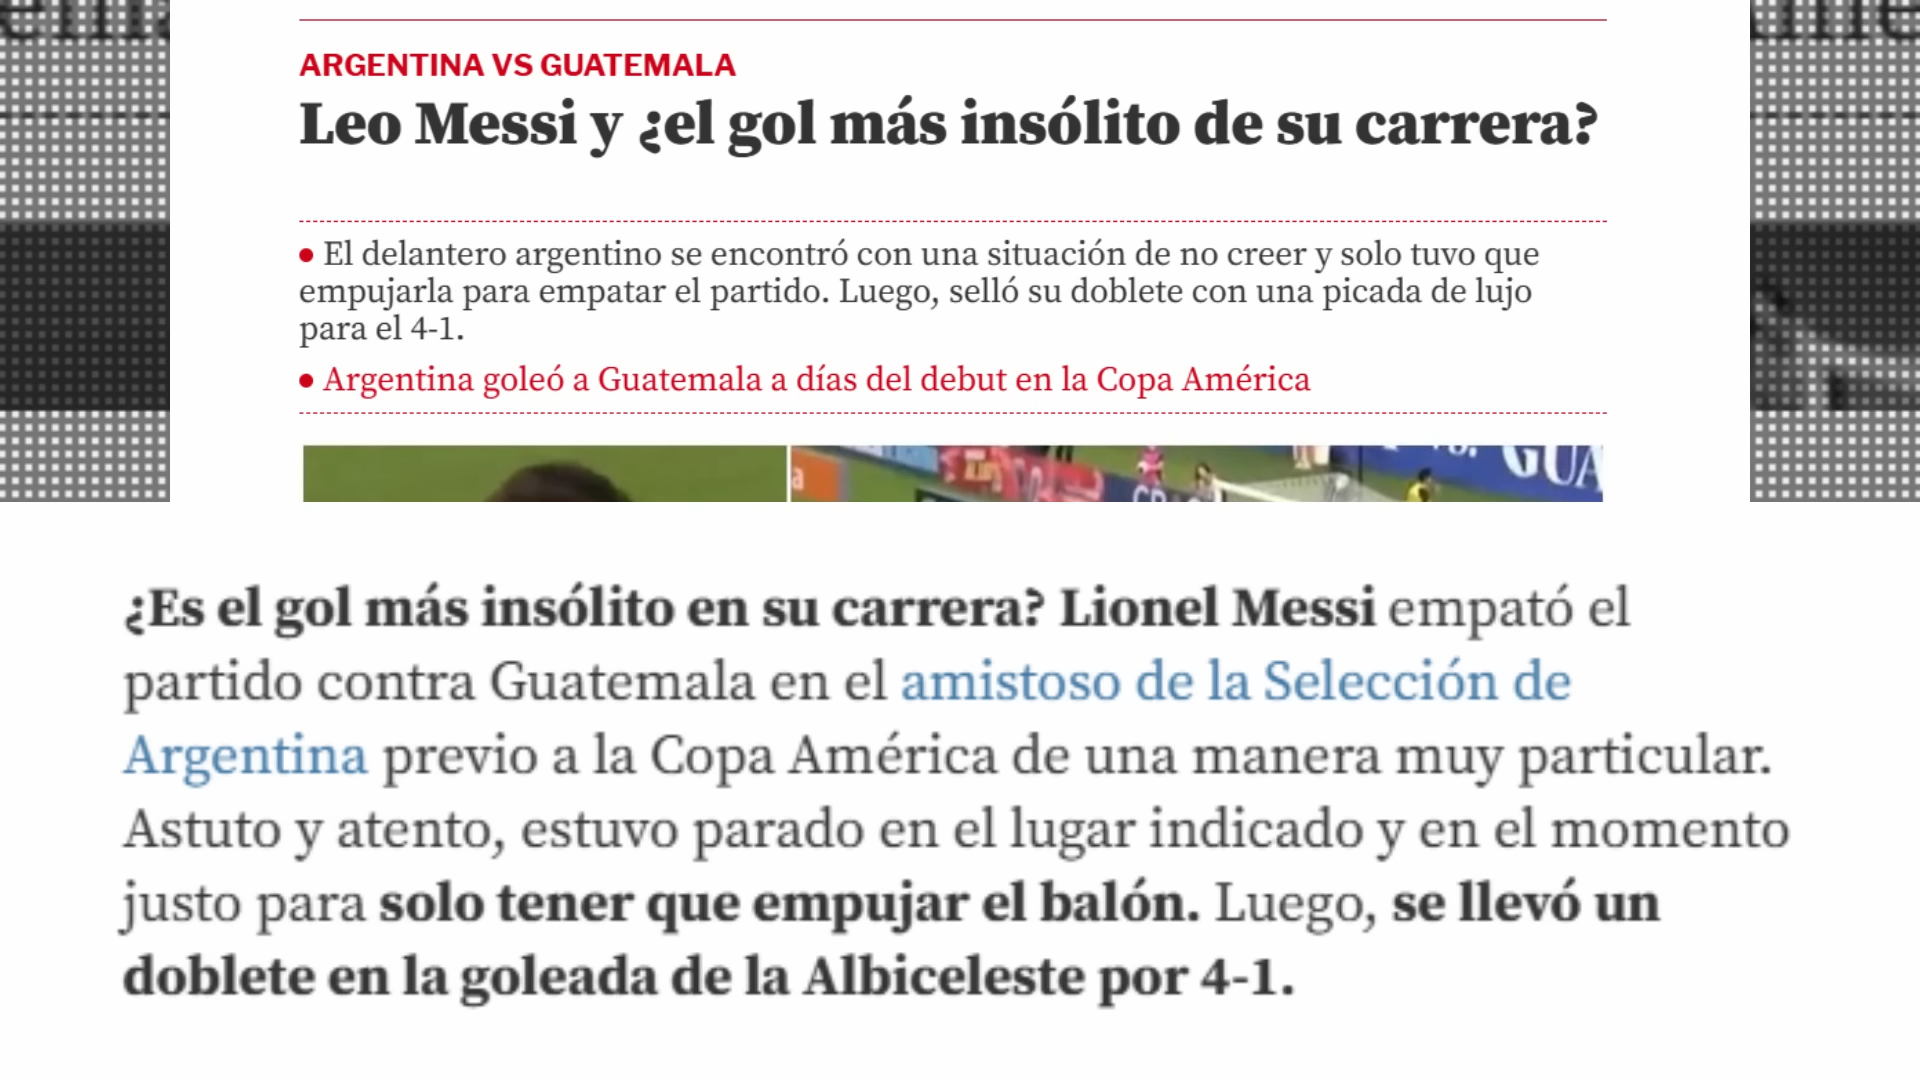 ARGENTINA VS GUATEMALA
Leo Messi y ¿el gol más insólito de su carrera?
● El delantero argentino se encontró con una situación de no creer y solo tuvo que
empujarla para empatar el partido. Luego, selló su doblete con una picada de lujo
para el 4-1.
● Argentina goleó a Guatemala a días del debut en la Copa América
GUA
¿Es el gol más insólito en su carrera? Lionel Messi empató el
partido contra Guatemala en el amistoso de la Selección de
Argentina previo a la Copa América de una manera muy particular.
Astuto y atento, estuvo parado en el lugar indicado y en el momento
justo para solo tener que empujar el balón. Luego, se llevó un
doblete en la goleada de la Albiceleste por 4-1.